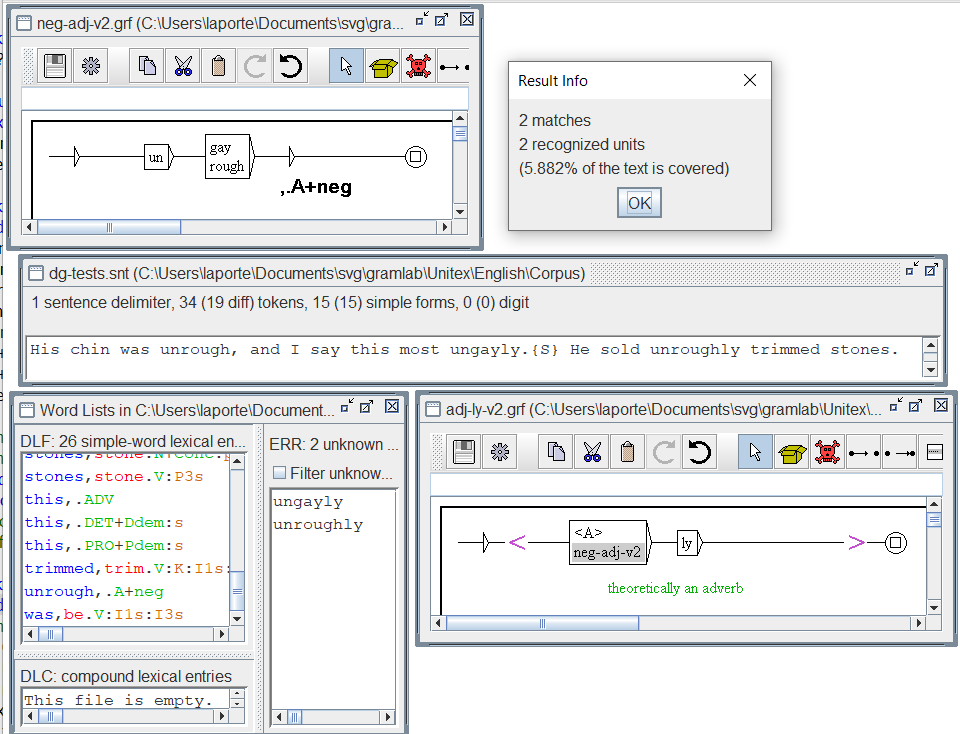 neg-adj-v2.grf (C:\Users\laporte\Documents\svg\gra...
un
gay
rough
,.A+neg
Result Info
2 matches
2 recognized units
(5.882% of the text is covered)
OK
dg-tests.snt (C:\Users\laporte\Documents\svg\gramlab\Unitex\English\Corpus)
1 sentence delimiter, 34 (19 diff) tokens, 15 (15) simple forms, 0 (0) digit
His chin was unrough, and I say this most ungayly.{S} He sold unroughly trimmed stones.
Word Lists in C:\Users\laporte\Document...
DLF: 26 simple-word lexical en...
stones,stone.N+Conc:p
stones,stone.V:P3s
this,.ADV
this,.DET+Ddem:s
this,.PRO+Pdem:s
trimmed,trim.V:K:I1s:
unrough,.A+neg
was,be.V:I1s:I3s
DLC: compound lexical entries
This file is empty.
ERR: 2 unknown ...
Filter unknow...
ungayly
unroughly
adj-ly-v2.grf (C:\Users\laporte\Documents\svg\gramlab\Unitex\...
<A>
neg-adj-v2
ly
theoretically an adverb